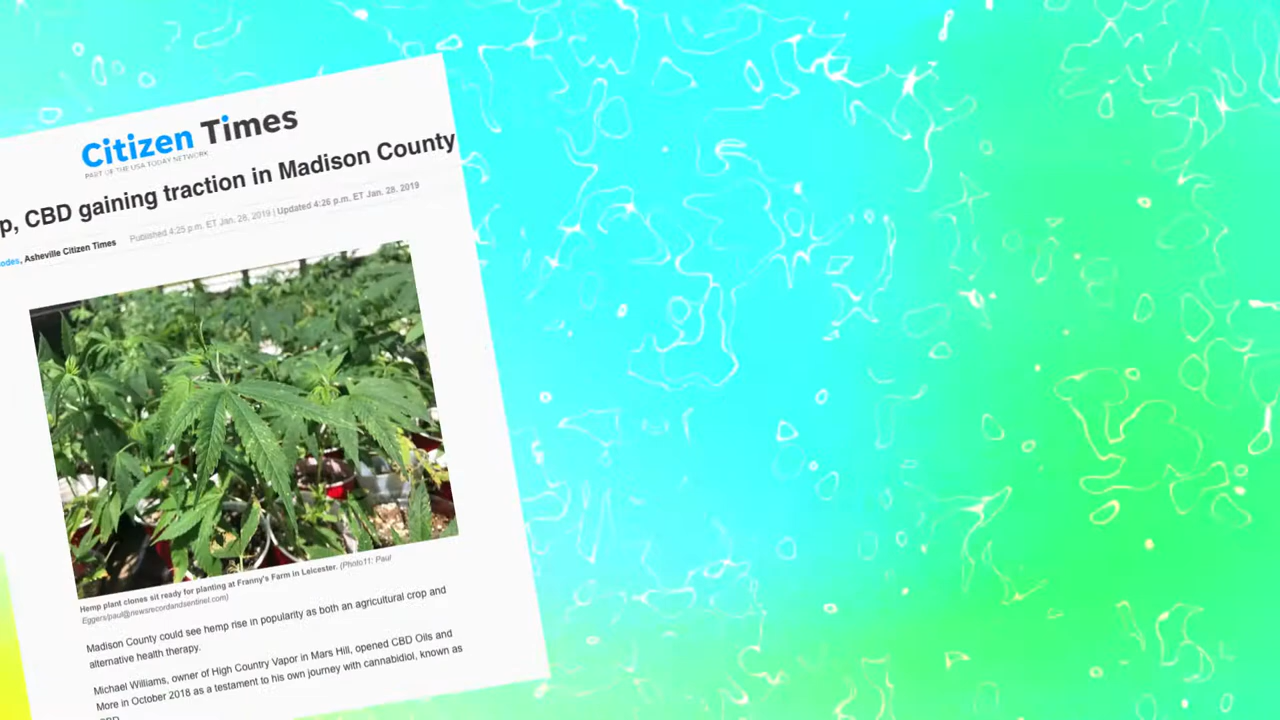 Citizen Times
PART OF THE USA TODAY NETWORK
p, CBD gaining traction in Madison County
odes, Asheville Citizen Times Published 4:25 p.m. ET Jan. 28, 2019 | Updated 4:26 p.m. ET Jan. 28, 2019
Hemp plant clones sit ready for planting at Franny's Farm in Leicester. (Photo11: Paul
Eggers/paul@newsrecordandsentinel.com)
Madison County could see hemp rise in popularity as both an agricultural crop and
alternative health therapy.
Michael Williams, owner of High Country Vapor in Mars Hill, opened CBD Oils and
More in October 2018 as a testament to his own journey with cannabidiol, known as
CBD